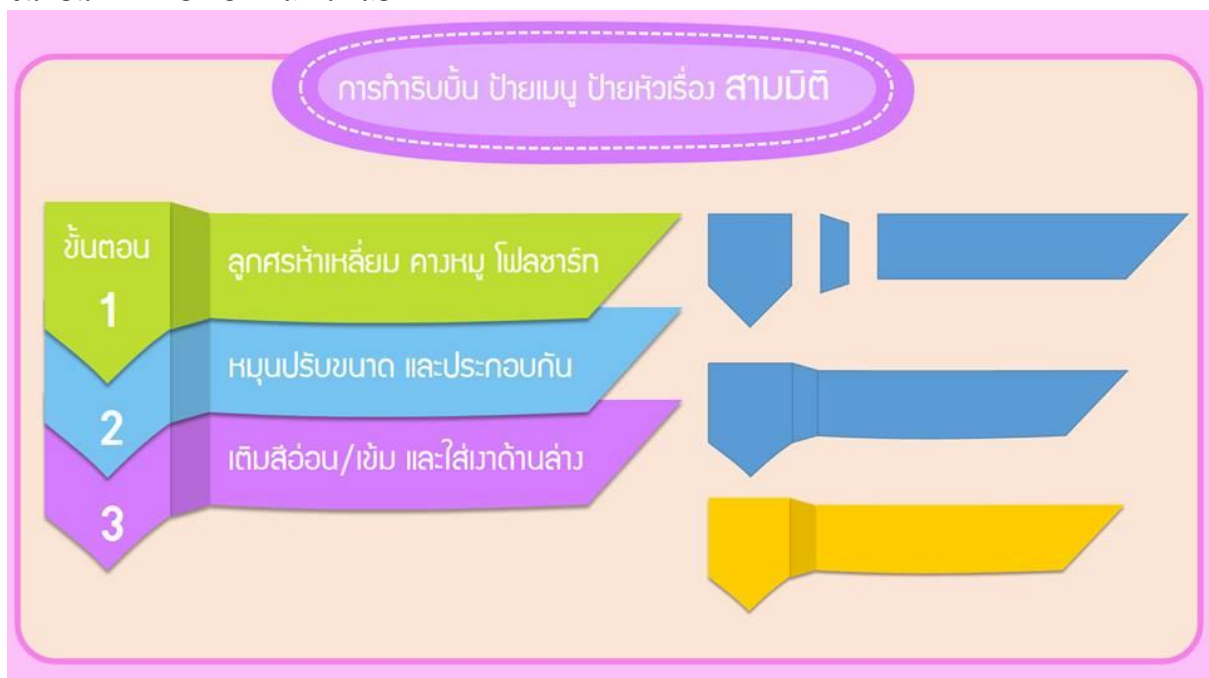 การทำริบบิ้น ป้ายเมนู ป้ายหัวเรื่อง สามมิติ
ขั้นตอน
1
ลูกศรห้าเหลี่ยม คางหมู โฟลชาร์ท
2
หมุนปรับขนาด และประกอบกัน
3
เติมสีอ่อน/เข้ม และใส่เงาด้านล่าง